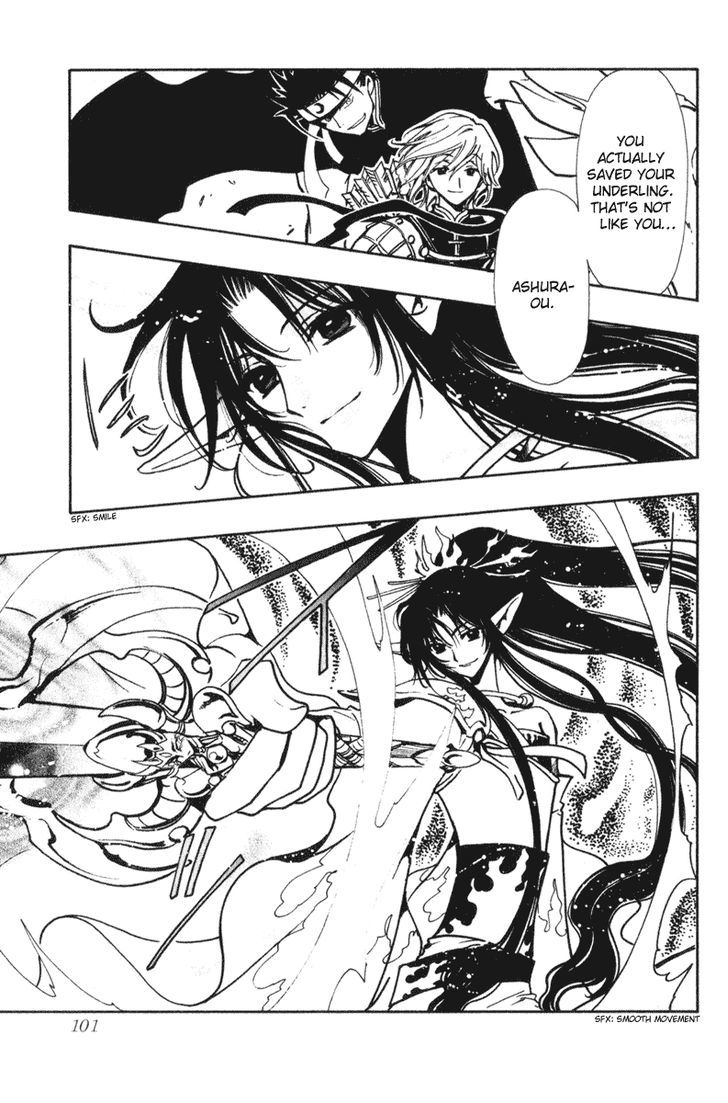 YOU
ACTUALLY
SAVED YOUR
UNDERLING.
THAT'S NOT
LIKE YOU...
ASHURA-
OU.
SFX: SMILE
SFX: SMOOTH MOVEMENT
101